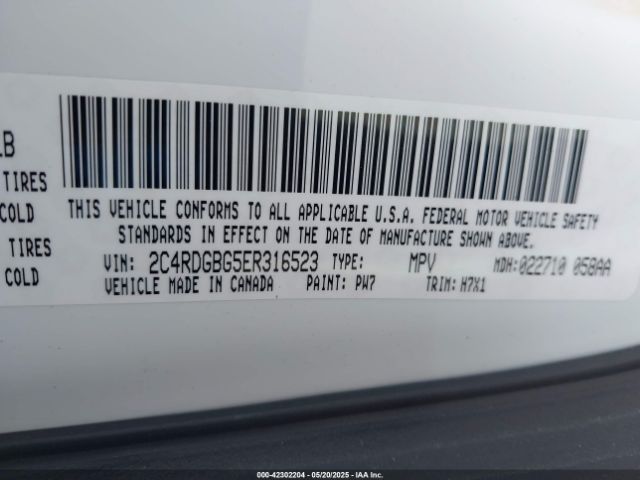 LB
TIRES
COLD
TIRES
COLD
THIS VEHICLE CONFORMS TO ALL APPLICABLE U.S.A. FEDERAL MOTOR VEHICLE SAFETY
STANDARDS IN EFFECT ON THE DATE OF MANUFACTURE SHOWN ABOVE.
VIN: 2C4RDGBG5ER316523 TYPE: MPV MDH:022710 058AA
VEHICLE MADE IN CANADA PAINT: PW7 TRIM: H7X1
000-42302204 - 05/20/2025 - IAA Inc.